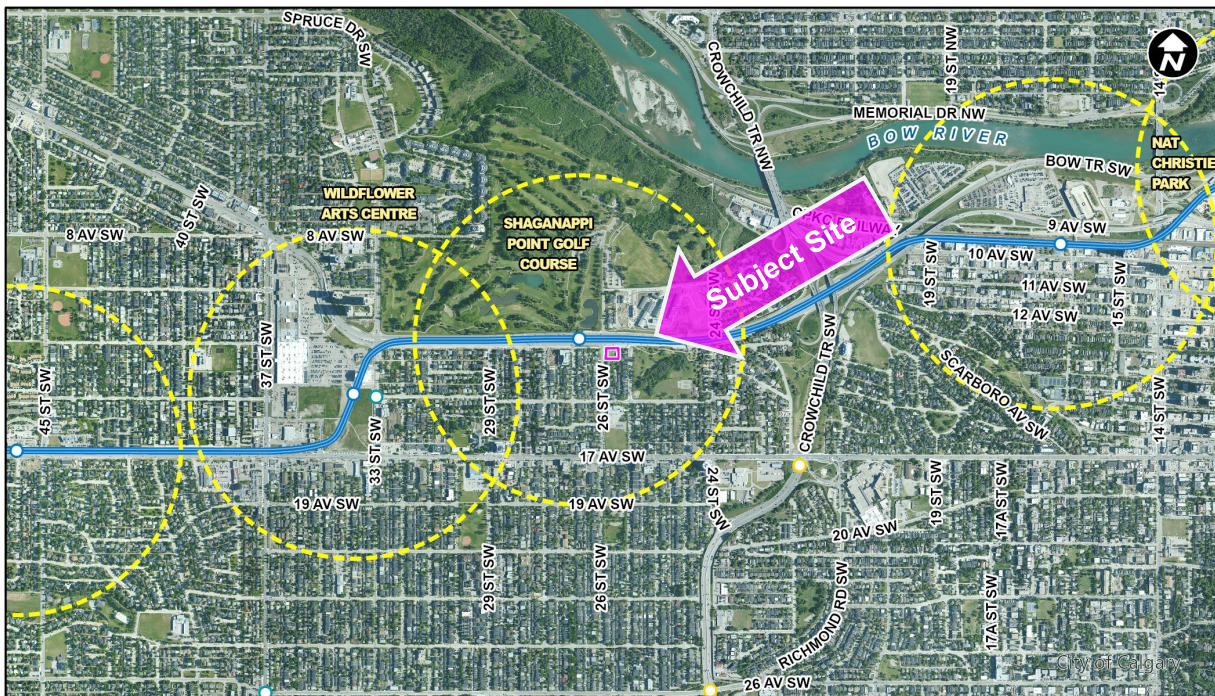 SPRUCE DR SW
CROWCHILD TR NW
19 ST NW
N
MEMORIAL DR NW
BOW RIVER
NAT
CHRISTIE
PARK
BOW TR SW
40 ST SW
WILDFLOWER
ARTS CENTRE
8 AV SW
8 AV SW
SHAGANAPPI
POINT GOLF
COURSE
Subject Site
24 ST SW
9 AV SW
10 AV SW
19 ST SW
11 AV SW
15 ST SW
12 AV SW
37 ST SW
CROWCHILD TR SW
SCARBORO AV SW
45 ST SW
29 ST SW
26 ST SW
14 ST SW
33 ST SW
17 AV SW
19 AV SW
19 AV SW
24 ST SW
19 ST SW
17A ST SW
20 AV SW
29 ST SW
26 ST SW
RICHMOND RD SW
17A ST SW
City of Calgary
26 AV SW